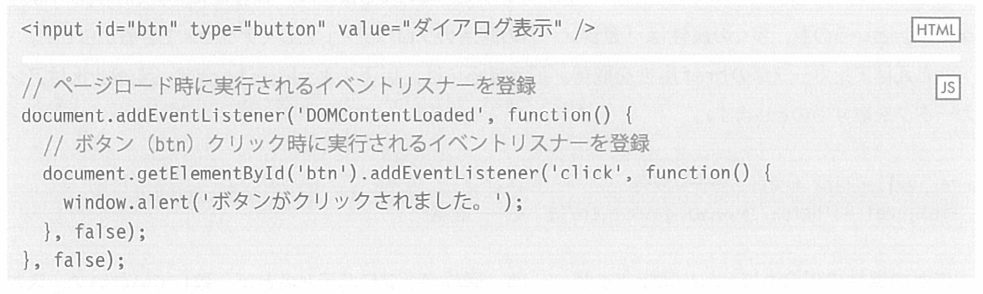 <input id="btn" type="button" value="ダイアログ表示" />
HTML
// ページロード時に実行されるイベントリスナーを登録
JS
document.addEventListener('DOMContentLoaded', function() {
  // ボタン（btn）クリック時に実行されるイベントリスナーを登録
  document.getElementById('btn').addEventListener('click', function() {
    window.alert('ボタンがクリックされました。');
  }, false);
}, false);